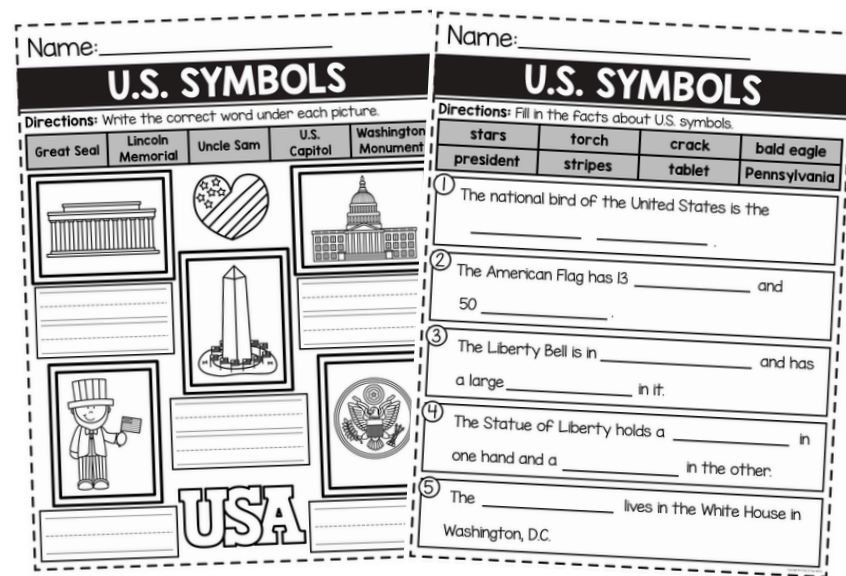 Name:
U.S. SYMBOLS
Directions: Write the correct word under each picture.
Great Seal
Lincoln
Memorial
Uncle Sam
U.S.
Capitol
Washington
Monument
USA
Name:
U.S. SYMBOLS
Directions: Fill in the facts about U.S. symbols.
stars torch crack bald eagle
president stripes tablet Pennsylvania
1 The national bird of the United States is the
.
2 The American Flag has 13 and
50 .
3 The Liberty Bell is in and has
a large in it.
4 The Statue of Liberty holds a in
one hand and a in the other.
5 The lives in the White House in
Washington, D.C.